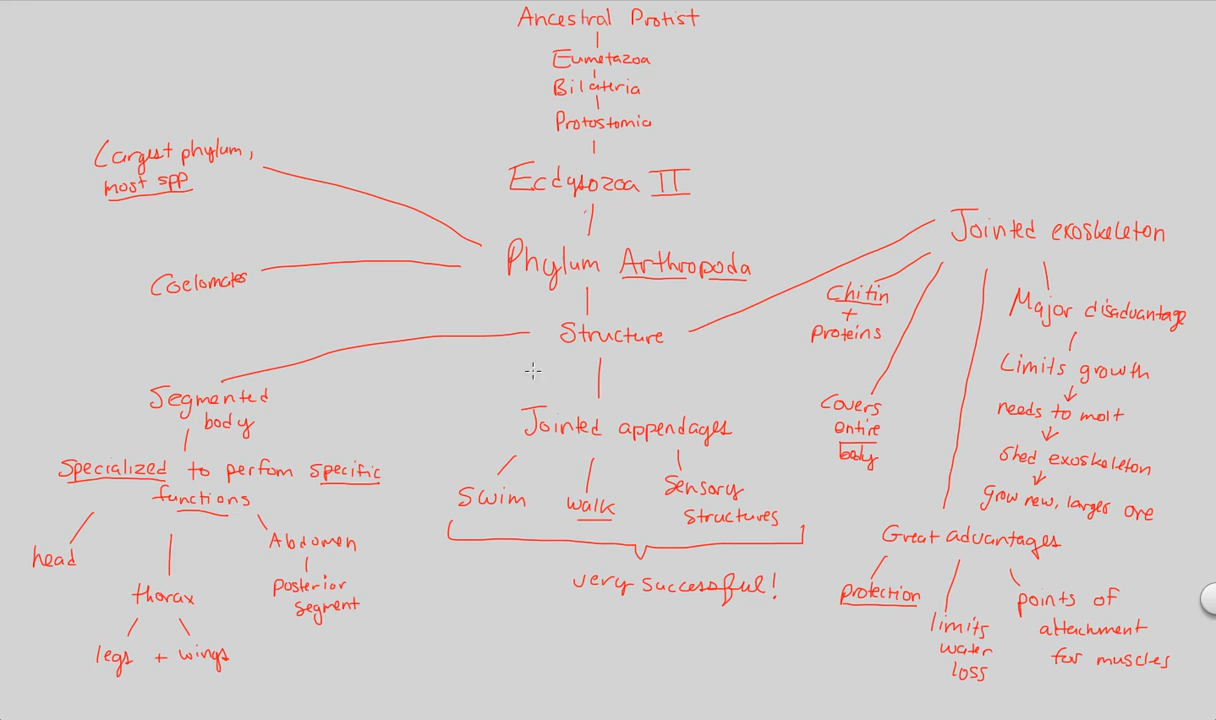 Ancestral Protist
Eumetazoa
Bilateria
Protostomia
Ecdysozoa II
Phylum Arthropoda
Largest phylum,
most spp
Coelomates
Structure
Segmented
body
Specialized to perfom specific
functions
head
thorax
legs + wings
Abdomen
posterior
segment
Jointed appendages
Swim
walk
Sensory
structures
very successful!
Jointed exoskeleton
Chitin
+
proteins
Covers
entire
body
Major disadvantage
Limits growth
needs to molt
shed exoskeleton
grow new, larger one
Great advantages
protection
limits
water
loss
points of
attachment
for muscles